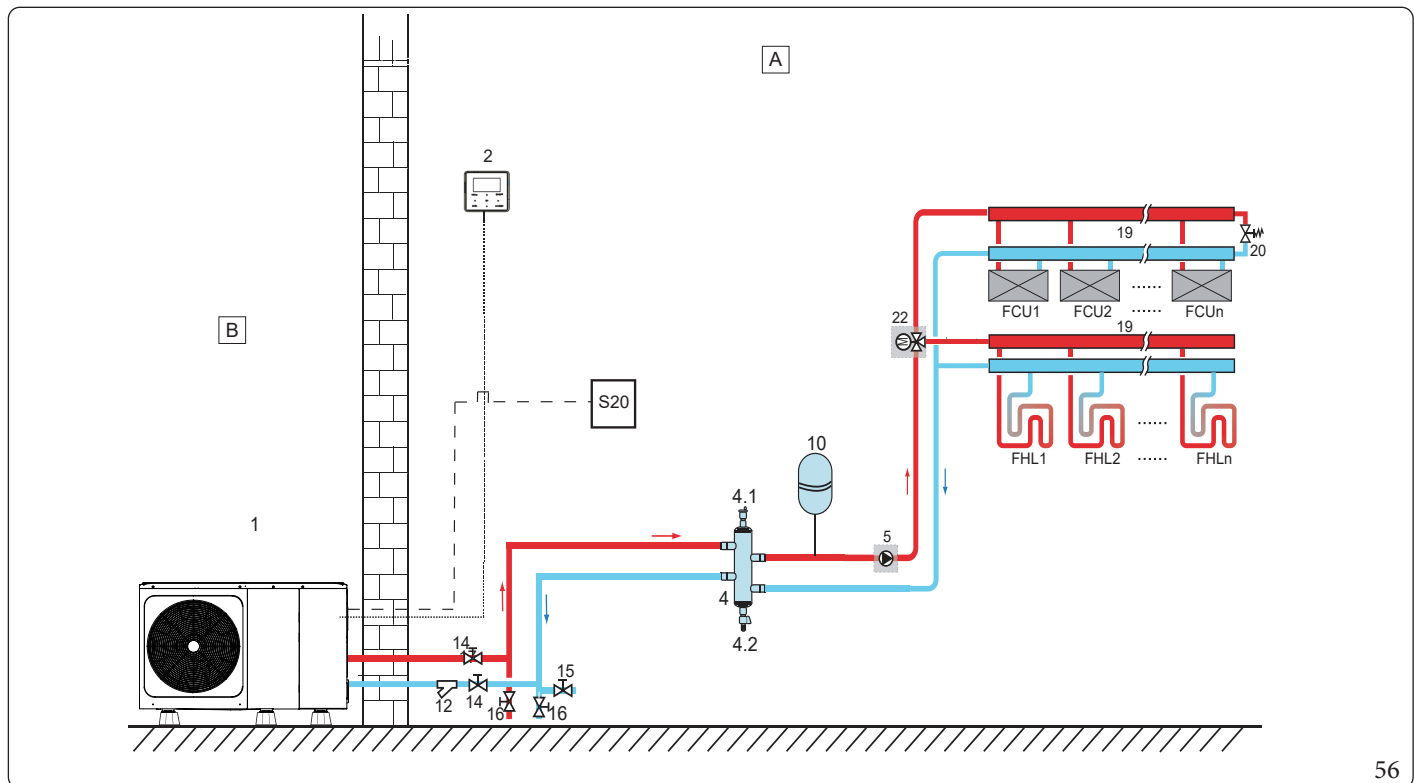 A
2
19
20
FCU1
FCU2
......
......
FCUn
22
M
19
B
S20
10
......
......
FHL1
FHL2
FHLn
4.1
1
5
4
4.2
14
15
12
14
16
16
56